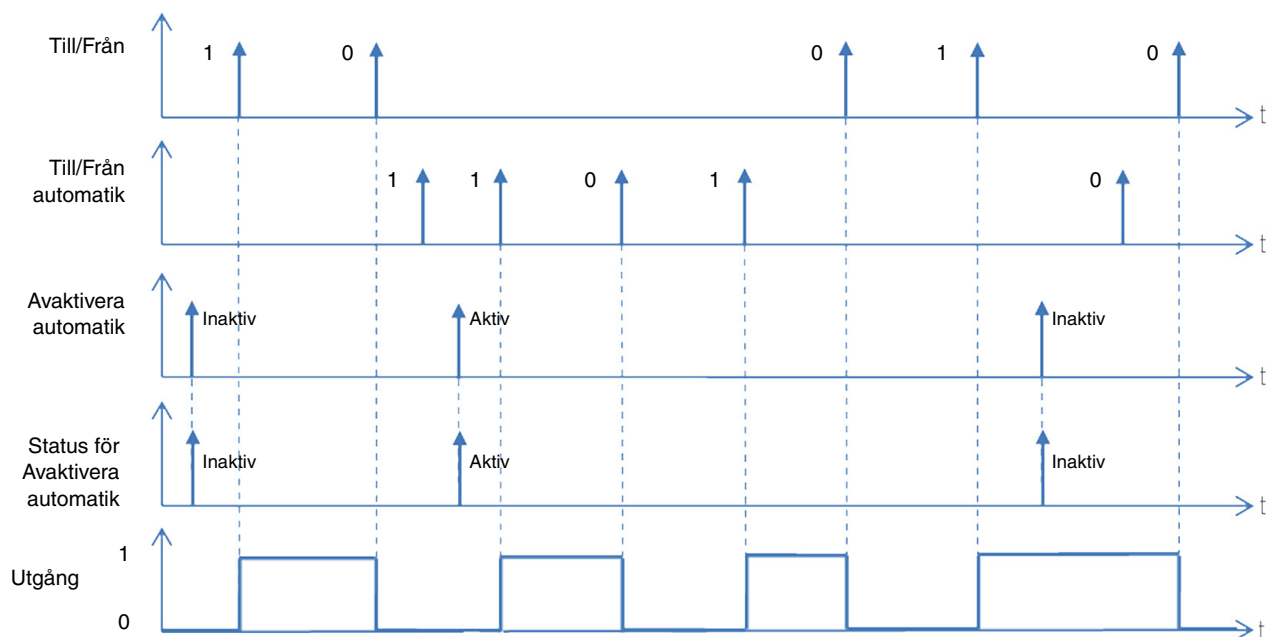 Till/Från
1 0 0 1 0
t
Till/Från
automatik
1 1 0 1 0
t
Avaktivera
automatik
Inaktiv Aktiv Inaktiv
t
Status för
Avaktivera
automatik
Inaktiv Aktiv Inaktiv
t
1
Utgång
0
t